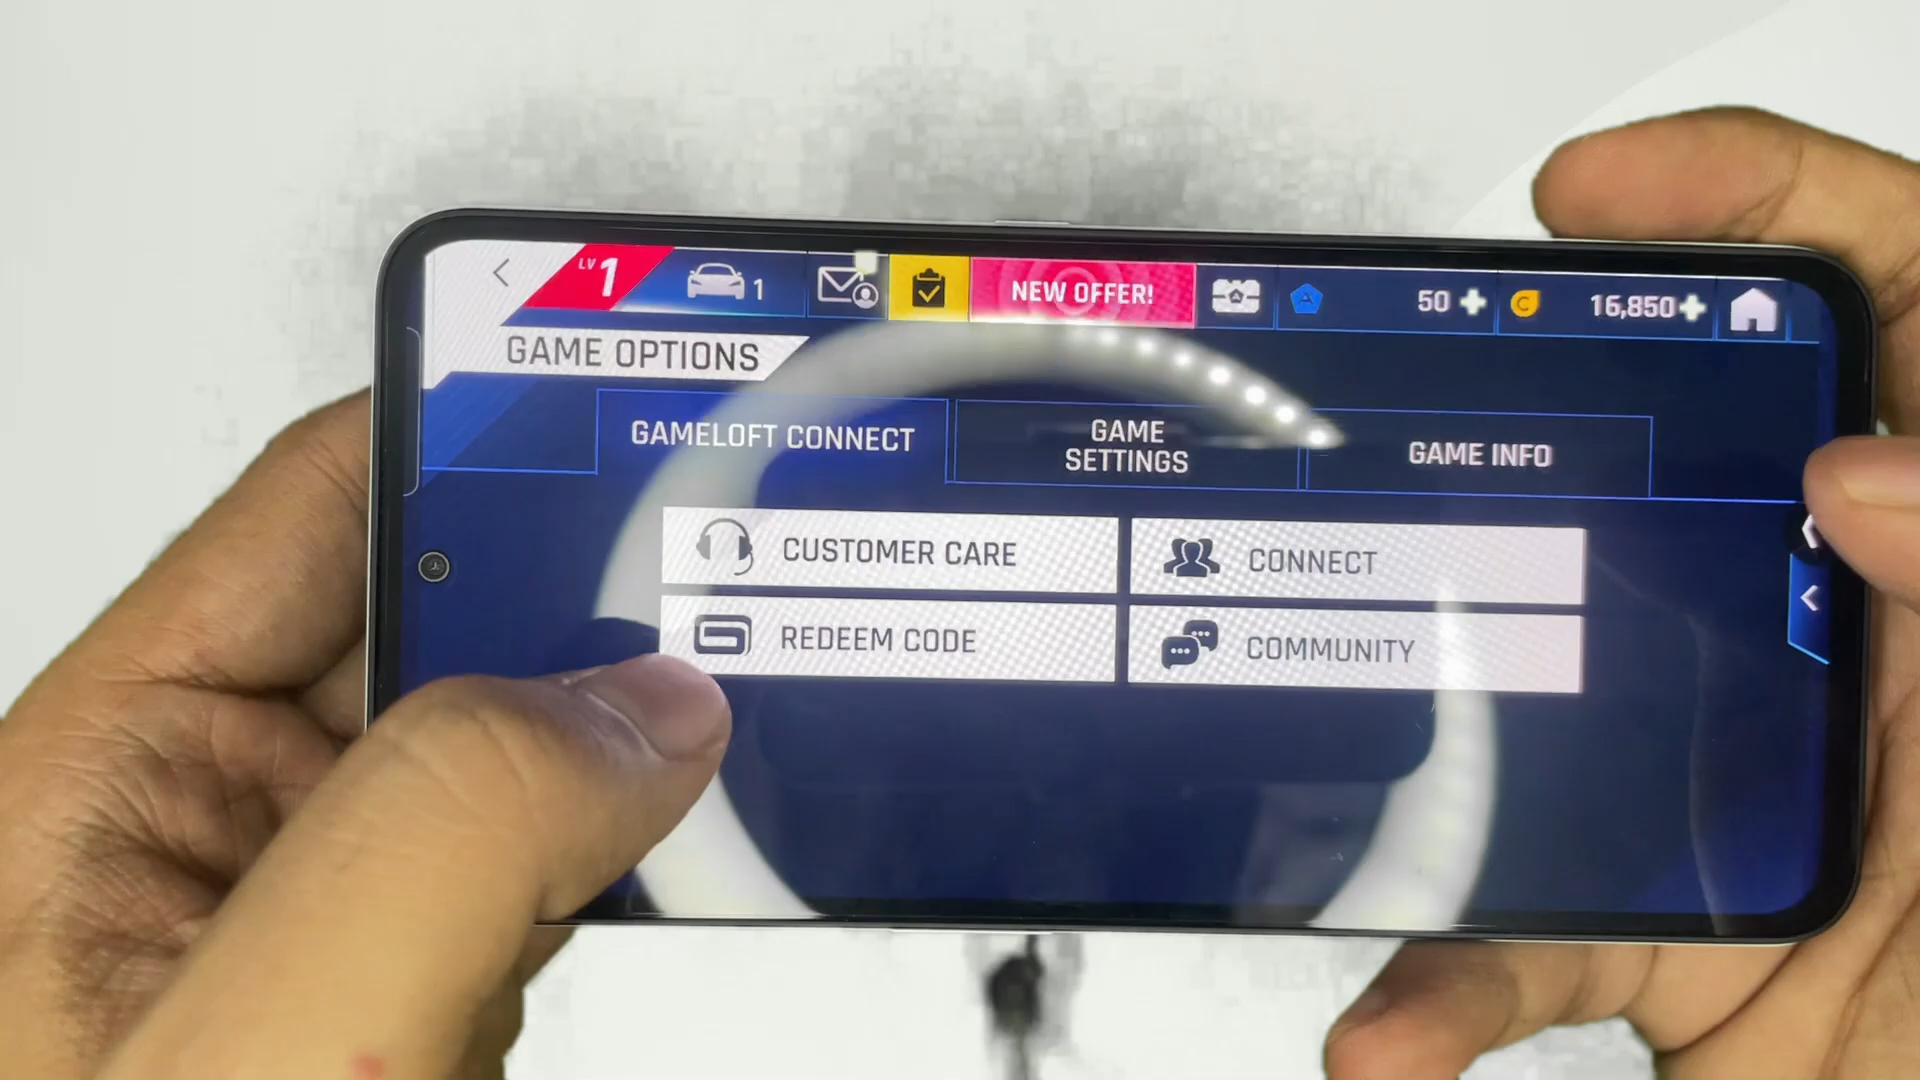 LV 1
1
NEW OFFER!
50
C
16,850
GAME OPTIONS
GAMELOFT CONNECT
GAME
SETTINGS
GAME INFO
CUSTOMER CARE
CONNECT
REDEEM CODE
COMMUNITY